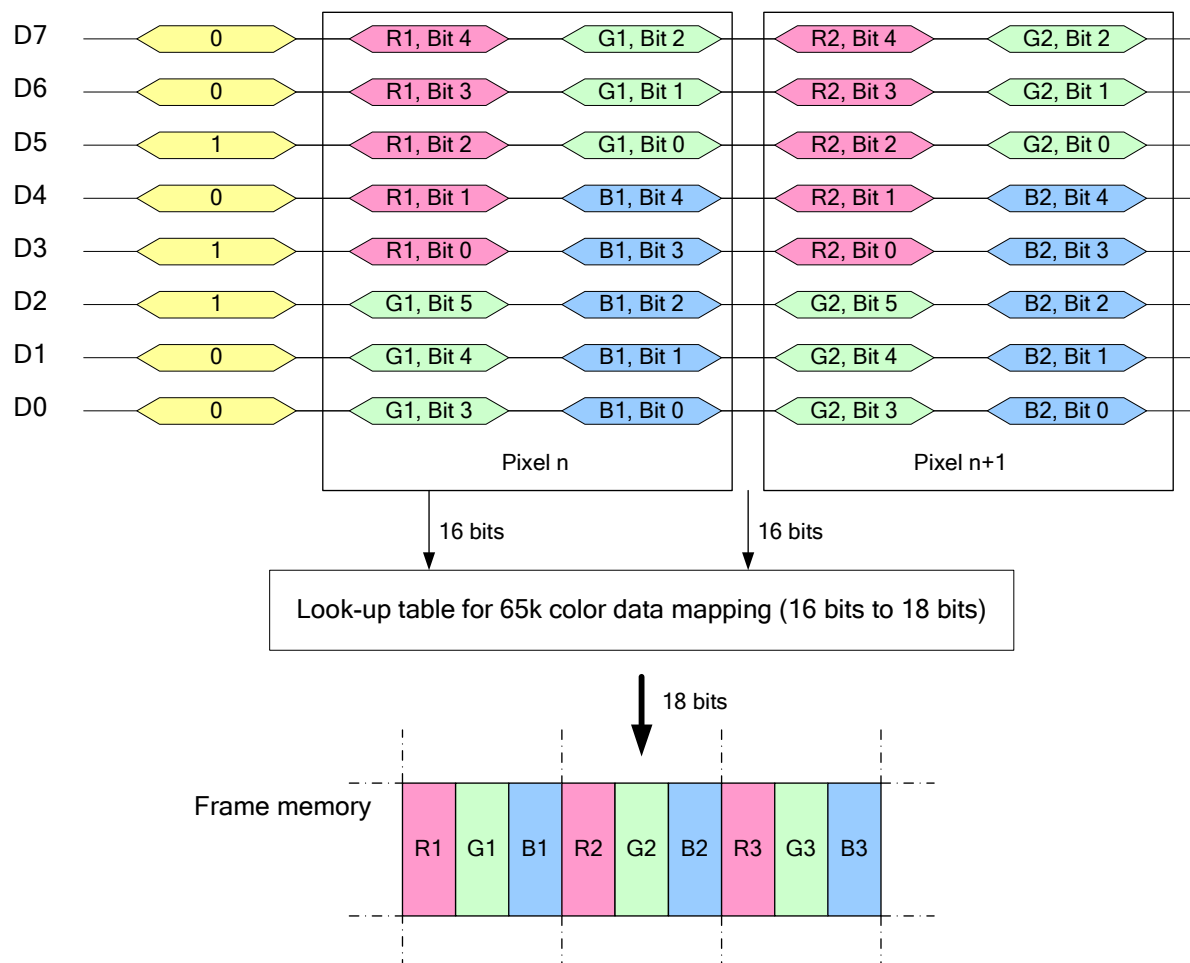 D7 0 R1, Bit 4 G1, Bit 2 R2, Bit 4 G2, Bit 2
D6 0 R1, Bit 3 G1, Bit 1 R2, Bit 3 G2, Bit 1
D5 1 R1, Bit 2 G1, Bit 0 R2, Bit 2 G2, Bit 0
D4 0 R1, Bit 1 B1, Bit 4 R2, Bit 1 B2, Bit 4
D3 1 R1, Bit 0 B1, Bit 3 R2, Bit 0 B2, Bit 3
D2 1 G1, Bit 5 B1, Bit 2 G2, Bit 5 B2, Bit 2
D1 0 G1, Bit 4 B1, Bit 1 G2, Bit 4 B2, Bit 1
D0 0 G1, Bit 3 B1, Bit 0 G2, Bit 3 B2, Bit 0
Pixel n Pixel n+1
16 bits 16 bits
Look-up table for 65k color data mapping (16 bits to 18 bits)
18 bits
Frame memory
R1 G1 B1 R2 G2 B2 R3 G3 B3